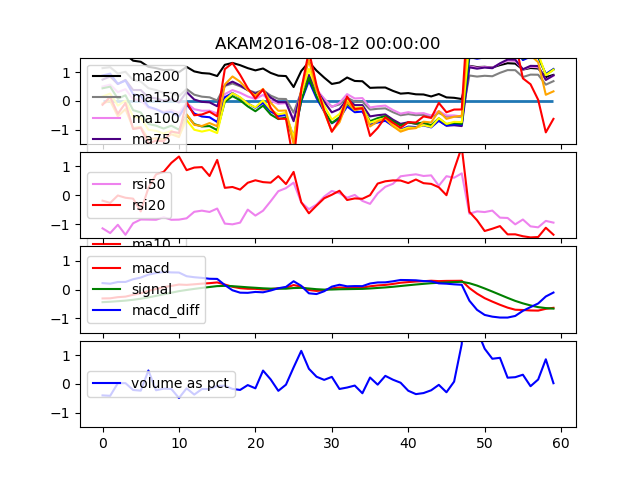 AKAM2016-08-12 00:00:00
1
0
−1
ma200
ma150
ma100
ma75
1
0
−1
rsi50
rsi20
ma10
1
0
−1
macd
signal
macd_diff
1
0
−1
volume as pct
0 10 20 30 40 50 60